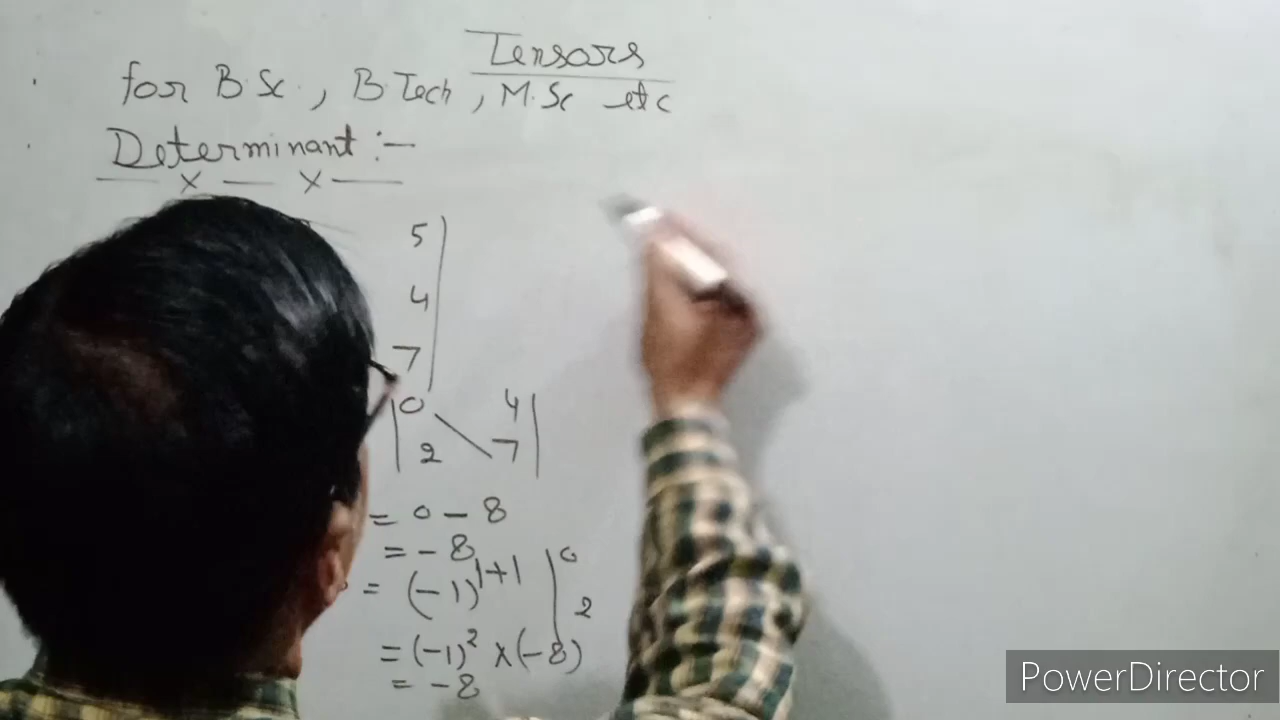 Tensors
for B.Sc., B.Tech, M.Sc etc
Determinant :-
— x — x —
5
4
7
| 0 4 |
| 2 7 |
= 0 - 8
= - 8
= (-1)^1+1 | 0
2
= (-1)² x (-8)
= - 8
PowerDirector